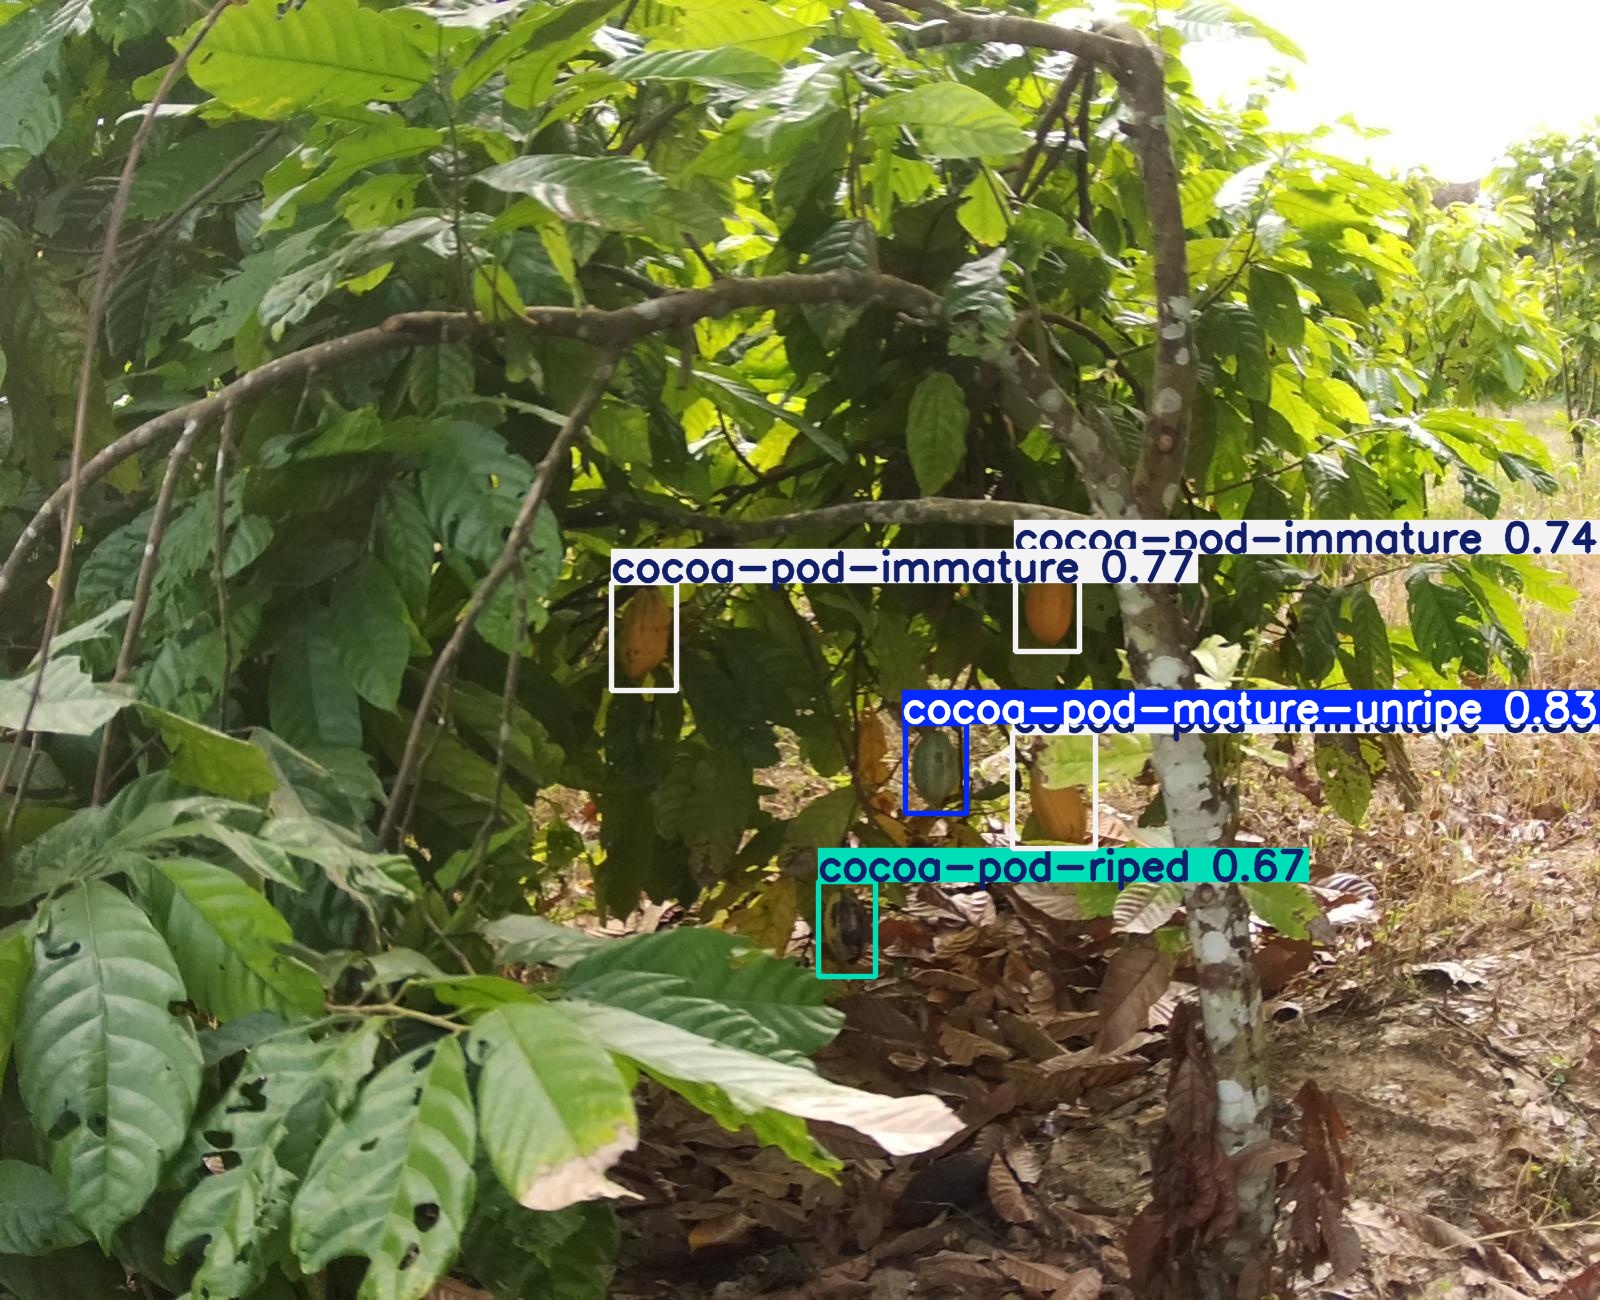 cocoa-pod-immature 0.74
cocoa-pod-immature 0.77
cocoa-pod-mature-unripe 0.83
cocoa-pod-riped 0.67